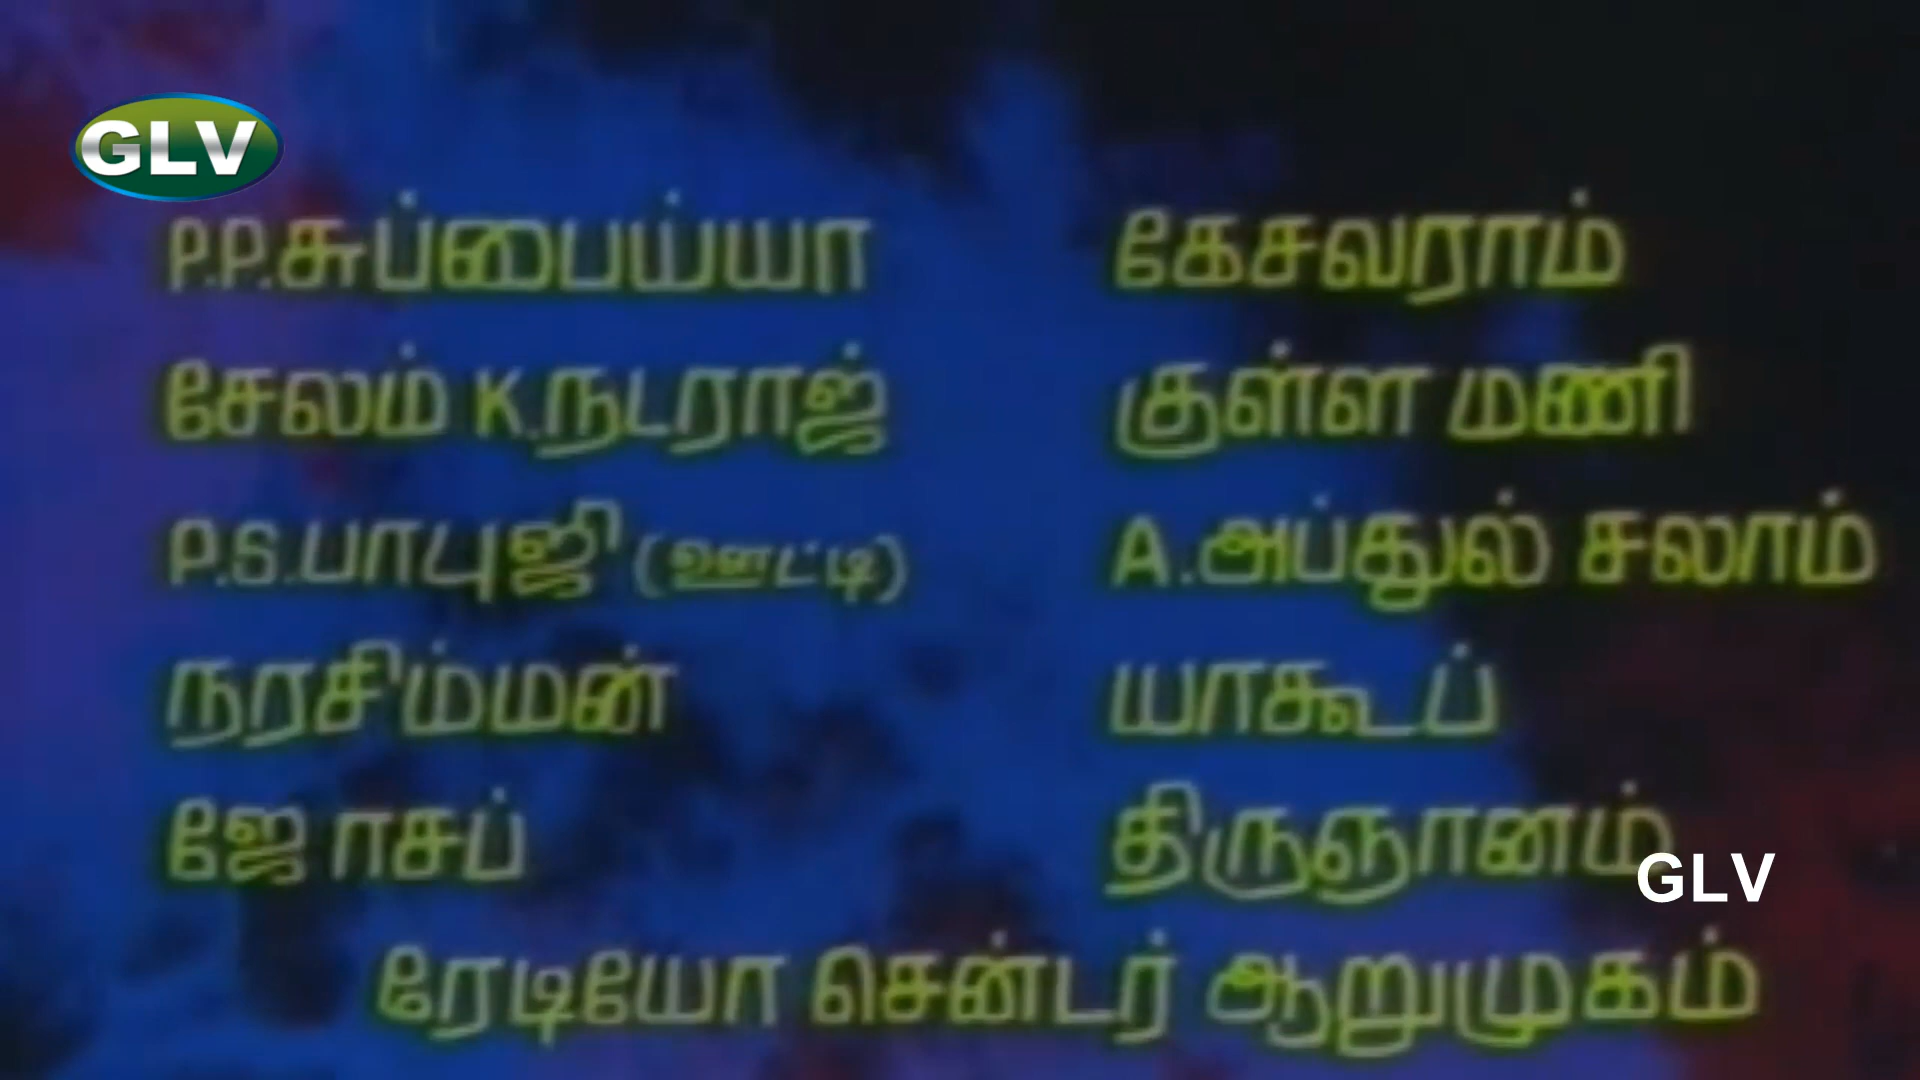 GLV
P.P.சுப்பைய்யா கேசவராம்
சேலம் K.நடராஜ் குள்ள மணி
P.S.பாபுஜி (ஊட்டி) A.அப்துல் சலாம்
நரசிம்மன் யாகூப்
ஜோசப் திருஞானம்
GLV
ரேடியோ சென்டர் ஆறுமுகம்